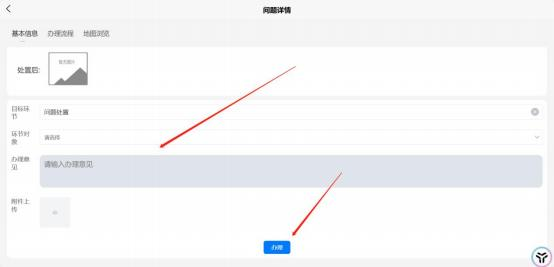 问题详情
基本信息 办理流程 地图浏览
处置后:
暂无图片
目标环节
问题处置
环节对象
请选择
办理意见
请输入办理意见
附件上传
办理